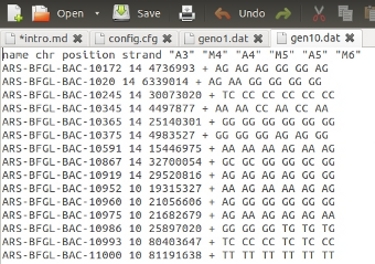 Open Save Undo
*intro.md config.cfg geno1.dat gen10.dat
name chr position strand "A3" "M4" "A4" "M5" "A5" "M6"
ARS-BFGL-BAC-10172 14 4736993 + AG AG AG GG GG AG
ARS-BFGL-BAC-1020 14 6339014 + AG AA GG GG GG GG
ARS-BFGL-BAC-10245 14 30073020 + TC CC CC CC CC CC
ARS-BFGL-BAC-10345 14 4497877 + AA AA CC AA CC AA
ARS-BFGL-BAC-10365 14 25140301 + GG GG GG GG GG GG
ARS-BFGL-BAC-10375 14 4983527 + GG GG GG AG AG GG
ARS-BFGL-BAC-10591 14 15446975 + AA AA AA AG AA AA
ARS-BFGL-BAC-10867 14 32700054 + GC GC GG GG GG GC
ARS-BFGL-BAC-10919 14 29520816 + AG AG AG GG GG AG
ARS-BFGL-BAC-10952 10 19315327 + AA AG AA AA AG AG
ARS-BFGL-BAC-10960 10 21056606 + AG GG GG GG GG AG
ARS-BFGL-BAC-10975 10 21682679 + AG AG AA AA AG AG
ARS-BFGL-BAC-10986 10 25897020 + GG GG GG TG TG TG
ARS-BFGL-BAC-10993 10 80403647 + TC CC CC TC TC CC
ARS-BFGL-BAC-11000 10 81191638 + TT TT TT TT TT TT